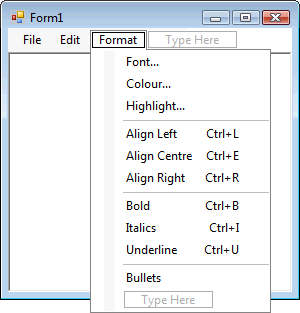 Form1
File Edit Format Type Here
Font...
Colour...
Highlight...
Align Left Ctrl+L
Align Centre Ctrl+E
Align Right Ctrl+R
Bold Ctrl+B
Italics Ctrl+I
Underline Ctrl+U
Bullets
Type Here